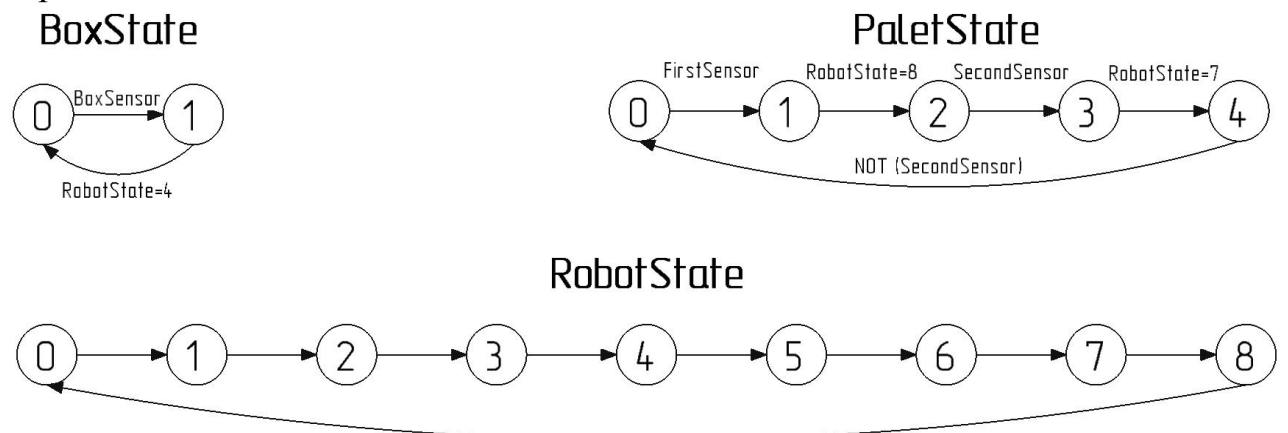 BoxState
PaletState
FirstSensor RobotState=8 SecondSensor RobotState=7
BoxSensor
0 1
0 1 2 3 4
RobotState=4
NOT (SecondSensor)
RobotState
0 1 2 3 4 5 6 7 8